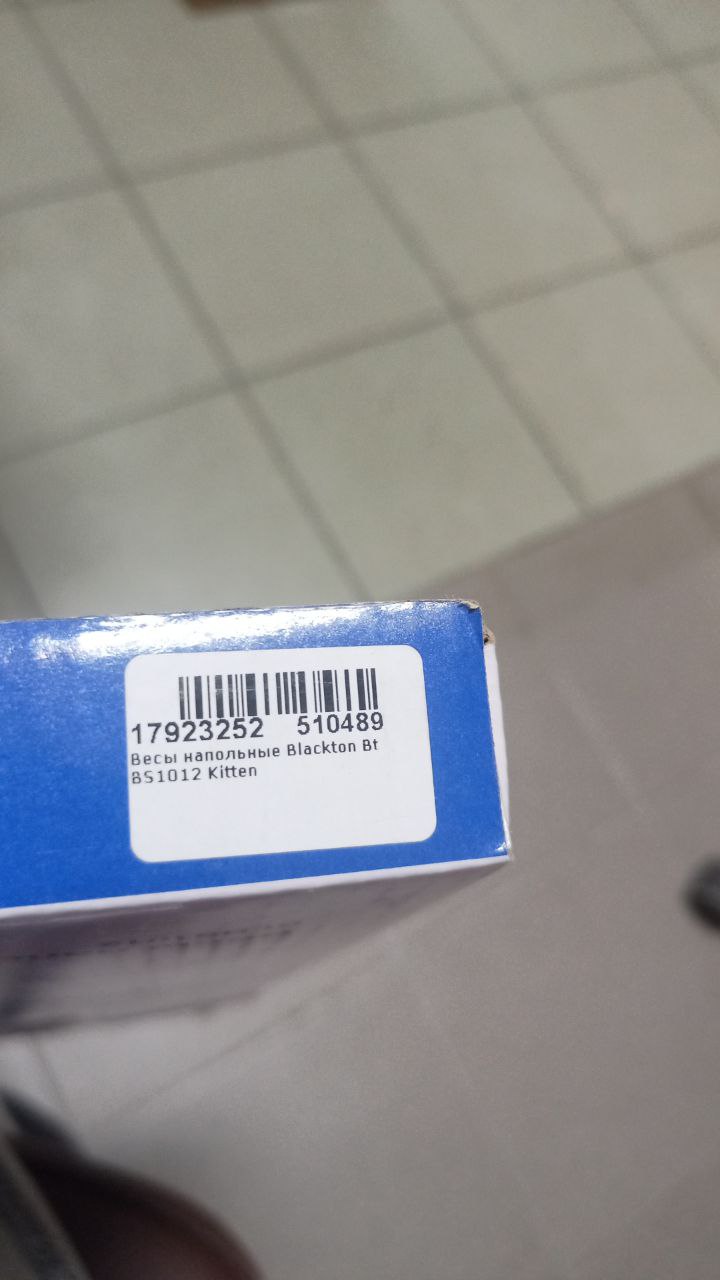 17923252 510489
Весы напольные Blackton Bt
BS1012 Kitten